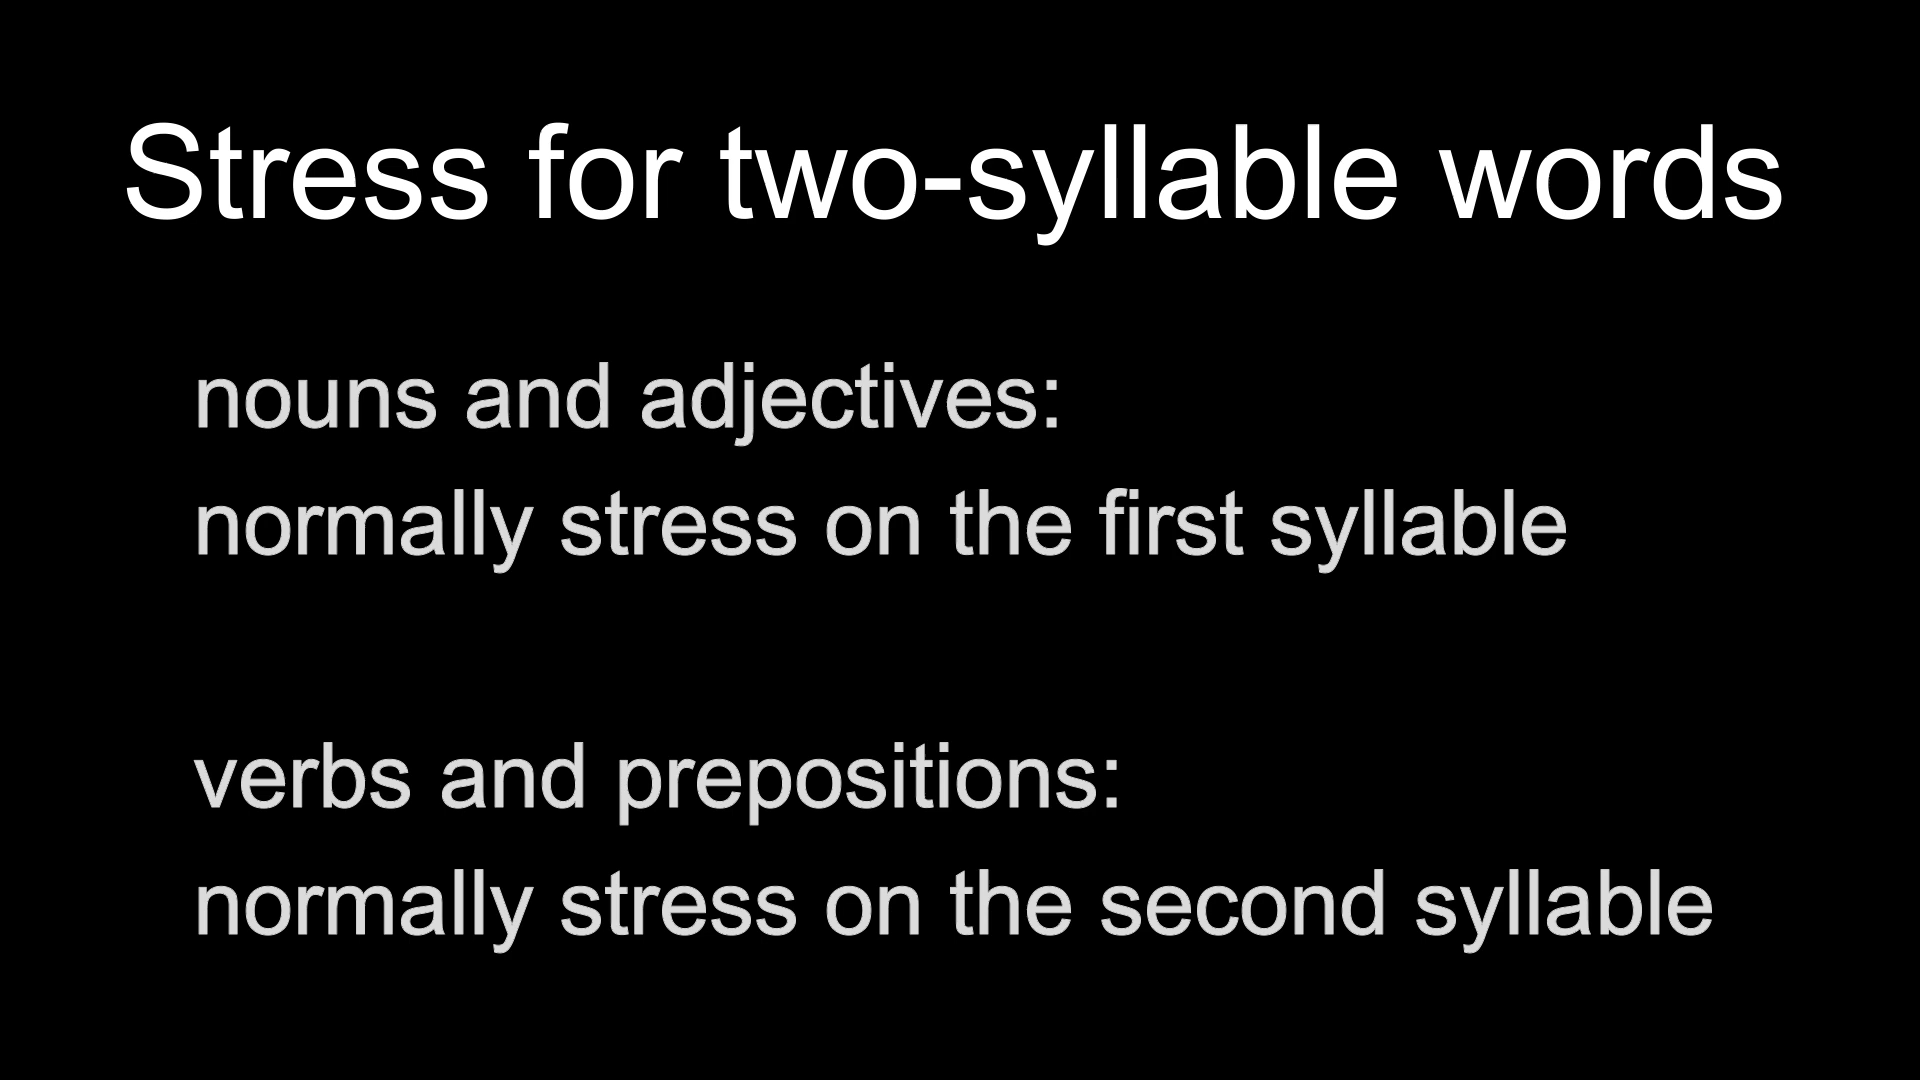 Stress for two-syllable words
nouns and adjectives:
normally stress on the first syllable
verbs and prepositions:
normally stress on the second syllable